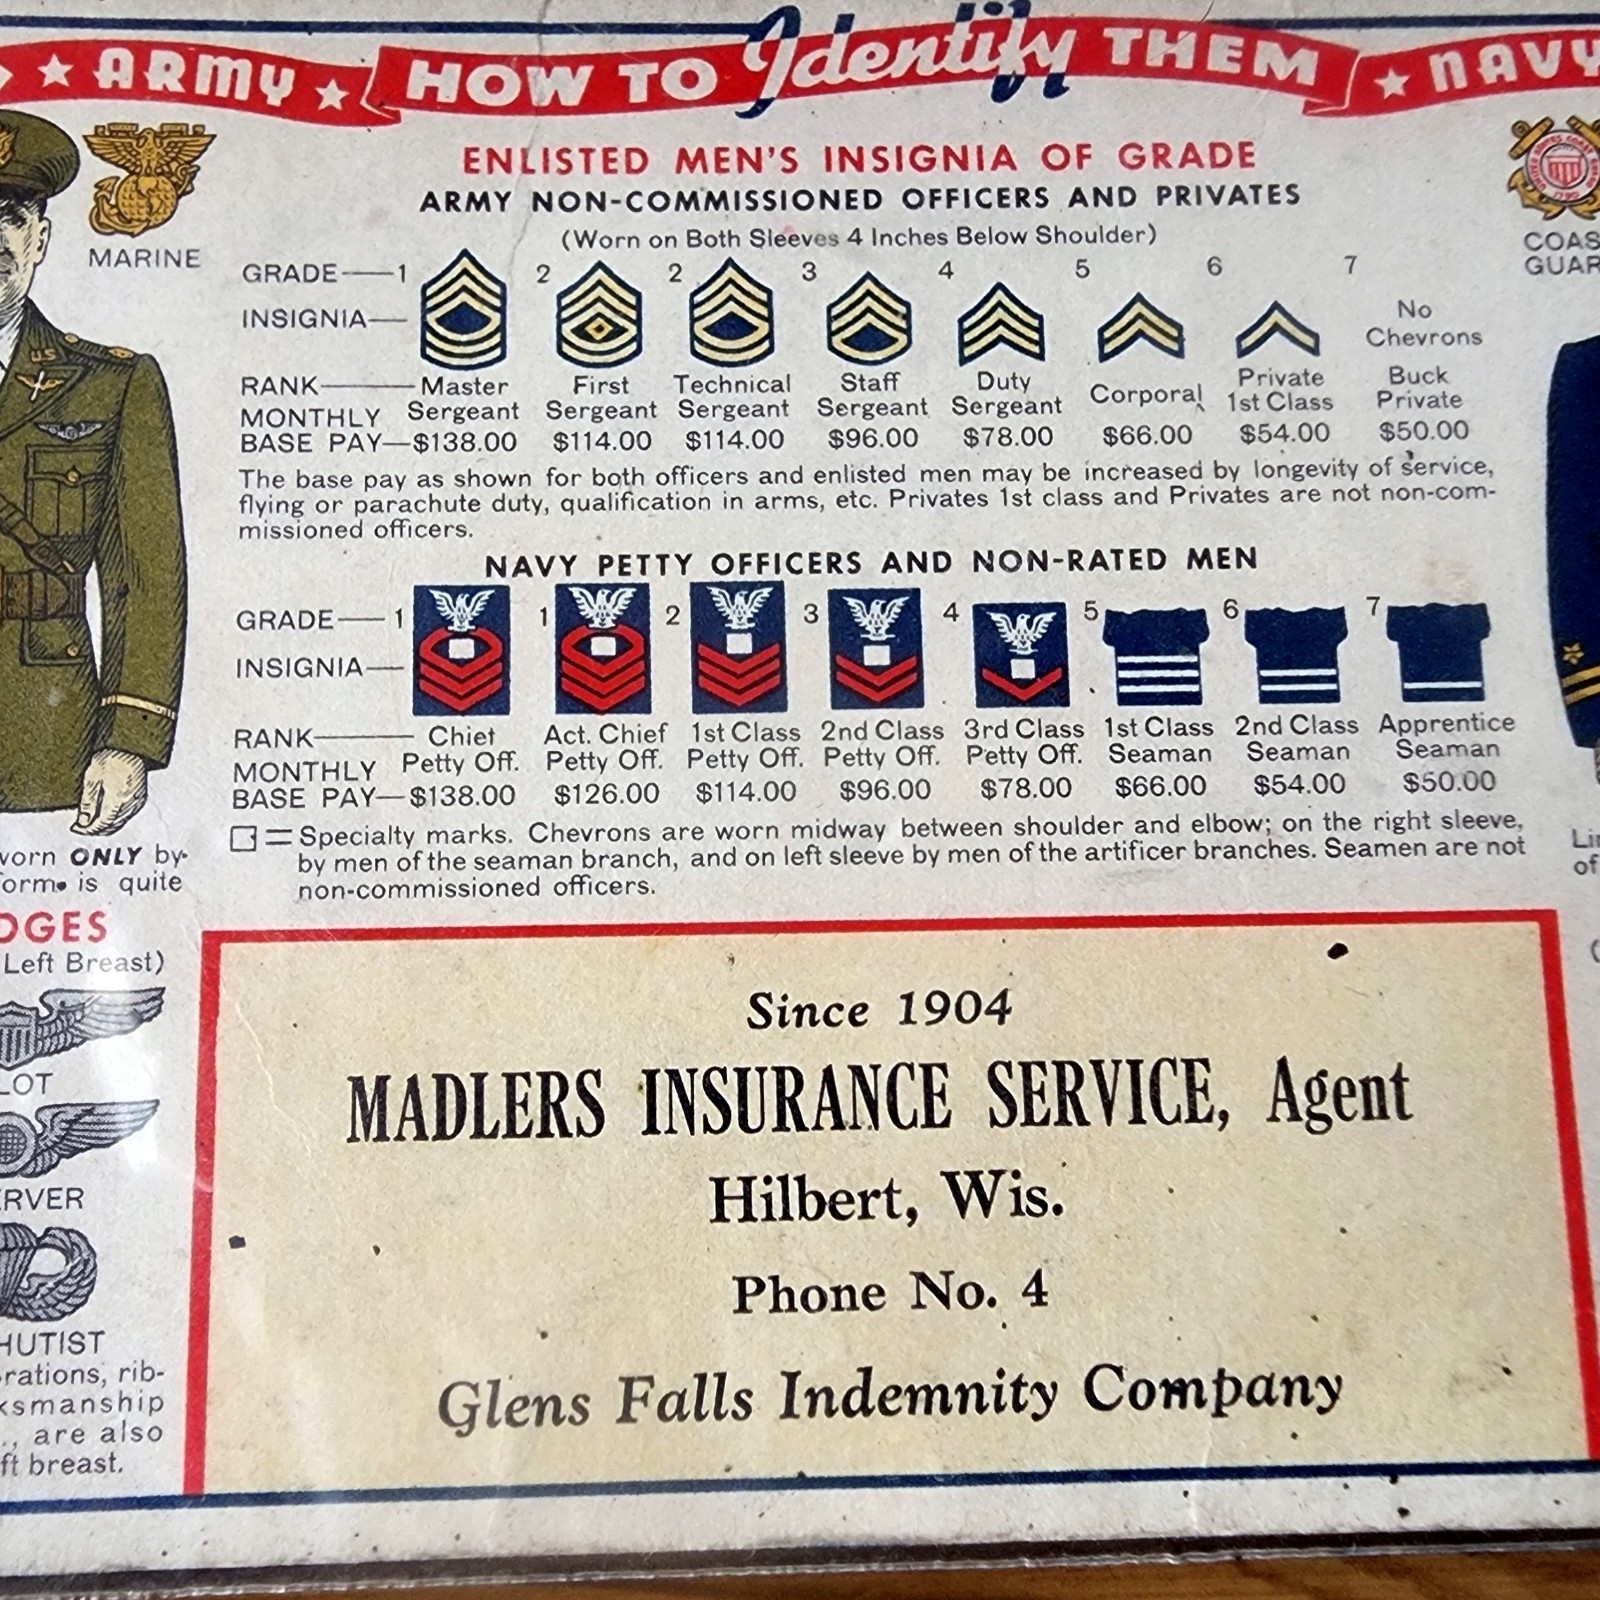 ★ ARMY ★ HOW TO Identify THEM ★ NAVY
ENLISTED MEN'S INSIGNIA OF GRADE
ARMY NON-COMMISSIONED OFFICERS AND PRIVATES
(Worn on Both Sleeves 4 Inches Below Shoulder)
MARINE
COAS
GUAR
UNITED STATES COAST GUARD
1790
U.S
GRADE 1 2 2 3 4 5 6 7
INSIGNIA
No
Chevrons
RANK Master First Technical Staff Duty Corporal Private Buck
MONTHLY Sergeant Sergeant Sergeant Sergeant Sergeant 1st Class Private
BASE PAY $138.00 $114.00 $114.00 $96.00 $78.00 $66.00 $54.00 $50.00
The base pay as shown for both officers and enlisted men may be increased by longevity of service,
flying or parachute duty, qualification in arms, etc. Privates 1st class and Privates are not non-com-
missioned officers.
NAVY PETTY OFFICERS AND NON-RATED MEN
GRADE 1 1 2 3 4 5 6 7
INSIGNIA
RANK Chief Act. Chief 1st Class 2nd Class 3rd Class 1st Class 2nd Class Apprentice
MONTHLY Petty Off. Petty Off. Petty Off. Petty Off. Petty Off. Seaman Seaman Seaman
BASE PAY $138.00 $126.00 $114.00 $96.00 $78.00 $66.00 $54.00 $50.00
= Specialty marks. Chevrons are worn midway between shoulder and elbow; on the right sleeve,
by men of the seaman branch, and on left sleeve by men of the artificer branches. Seamen are not
non-commissioned officers.
worn ONLY by
orm is quite
DGES
Left Breast)
LOT
RVER
HUTIST
rations, rib-
ksmanship
., are also
ft breast.
Lin
of
Since 1904
MADLERS INSURANCE SERVICE, Agent
Hilbert, Wis.
Phone No. 4
Glens Falls Indemnity Company